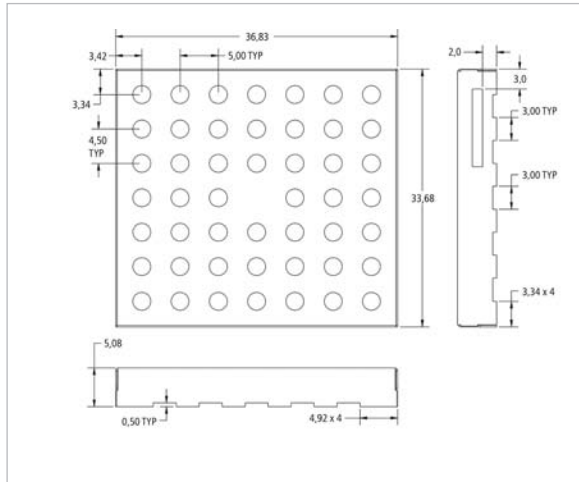 36,83
3,42
5,00 TYP
2,0
3,0
3,34
4,50
TYP
3,00 TYP
3,00 TYP
33,68
3,34 x 4
5,08
0,50 TYP
4,92 x 4